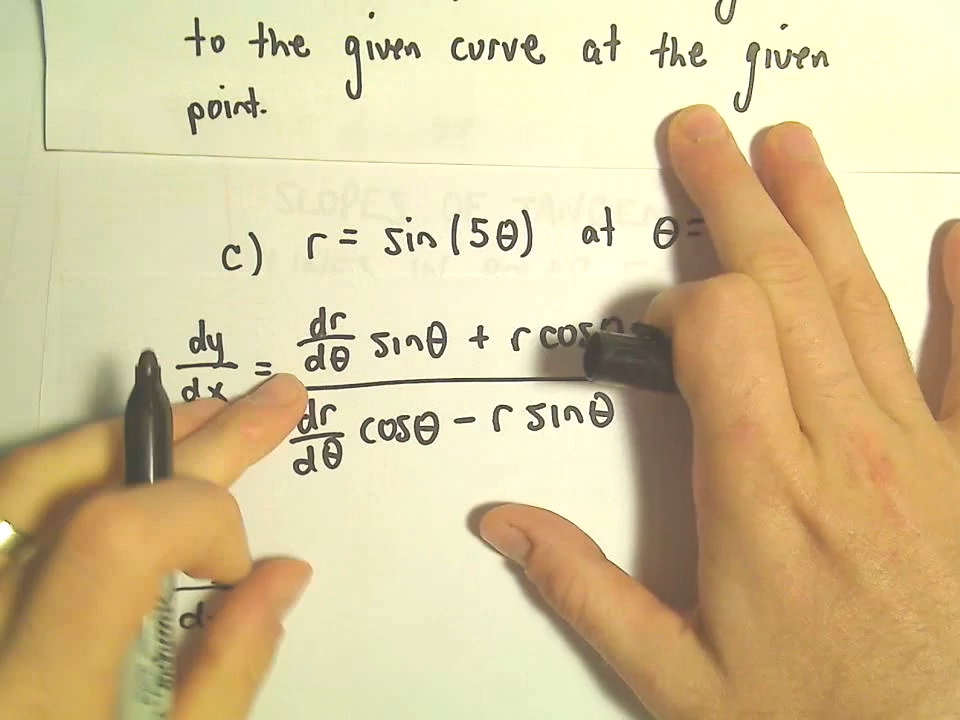 to the given curve at the given
point.
c) r = sin(5θ) at θ=
dy/dx = dr/dθ sinθ + r cosθ
dr/dθ cosθ - r sinθ
d